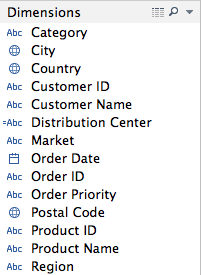 Dimensions
Abc Category
City
Country
Abc Customer ID
Abc Customer Name
=Abc Distribution Center
Abc Market
Order Date
Abc Order ID
Abc Order Priority
Postal Code
Abc Product ID
Abc Product Name
Abc Region